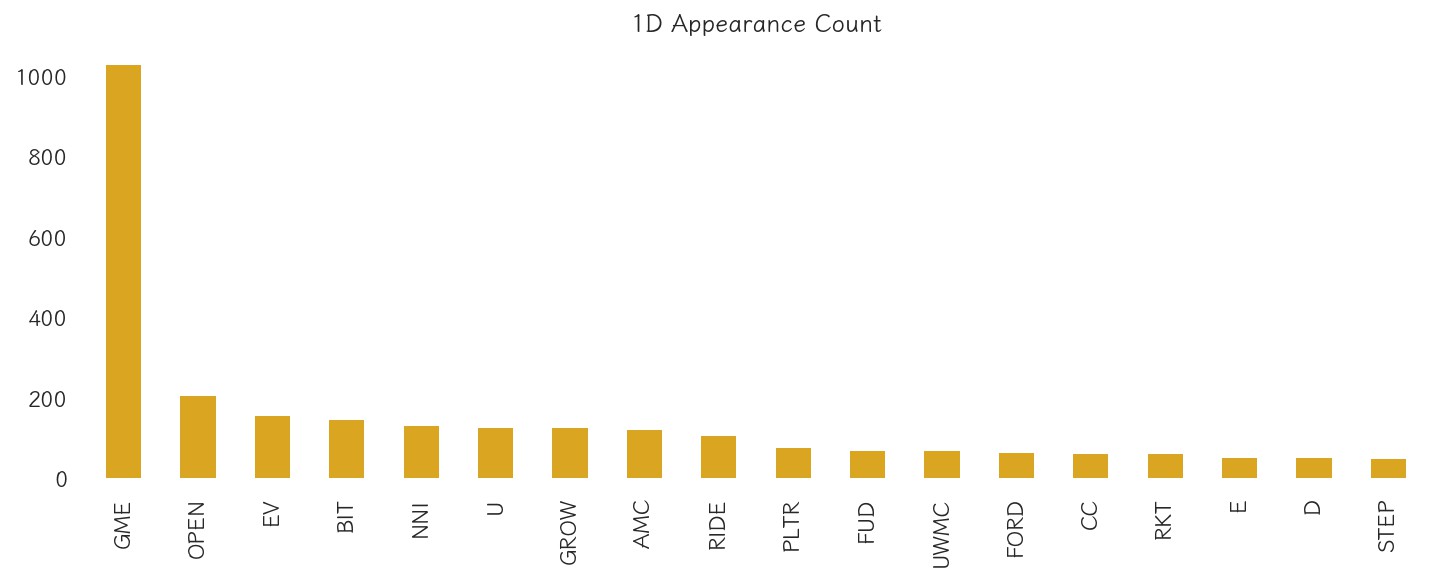 1D Appearance Count
1000
800
600
400
200
0
GME
OPEN
EV
BIT
NNI
U
GROW
AMC
RIDE
PLTR
FUD
UWMC
FORD
CC
RKT
E
D
STEP